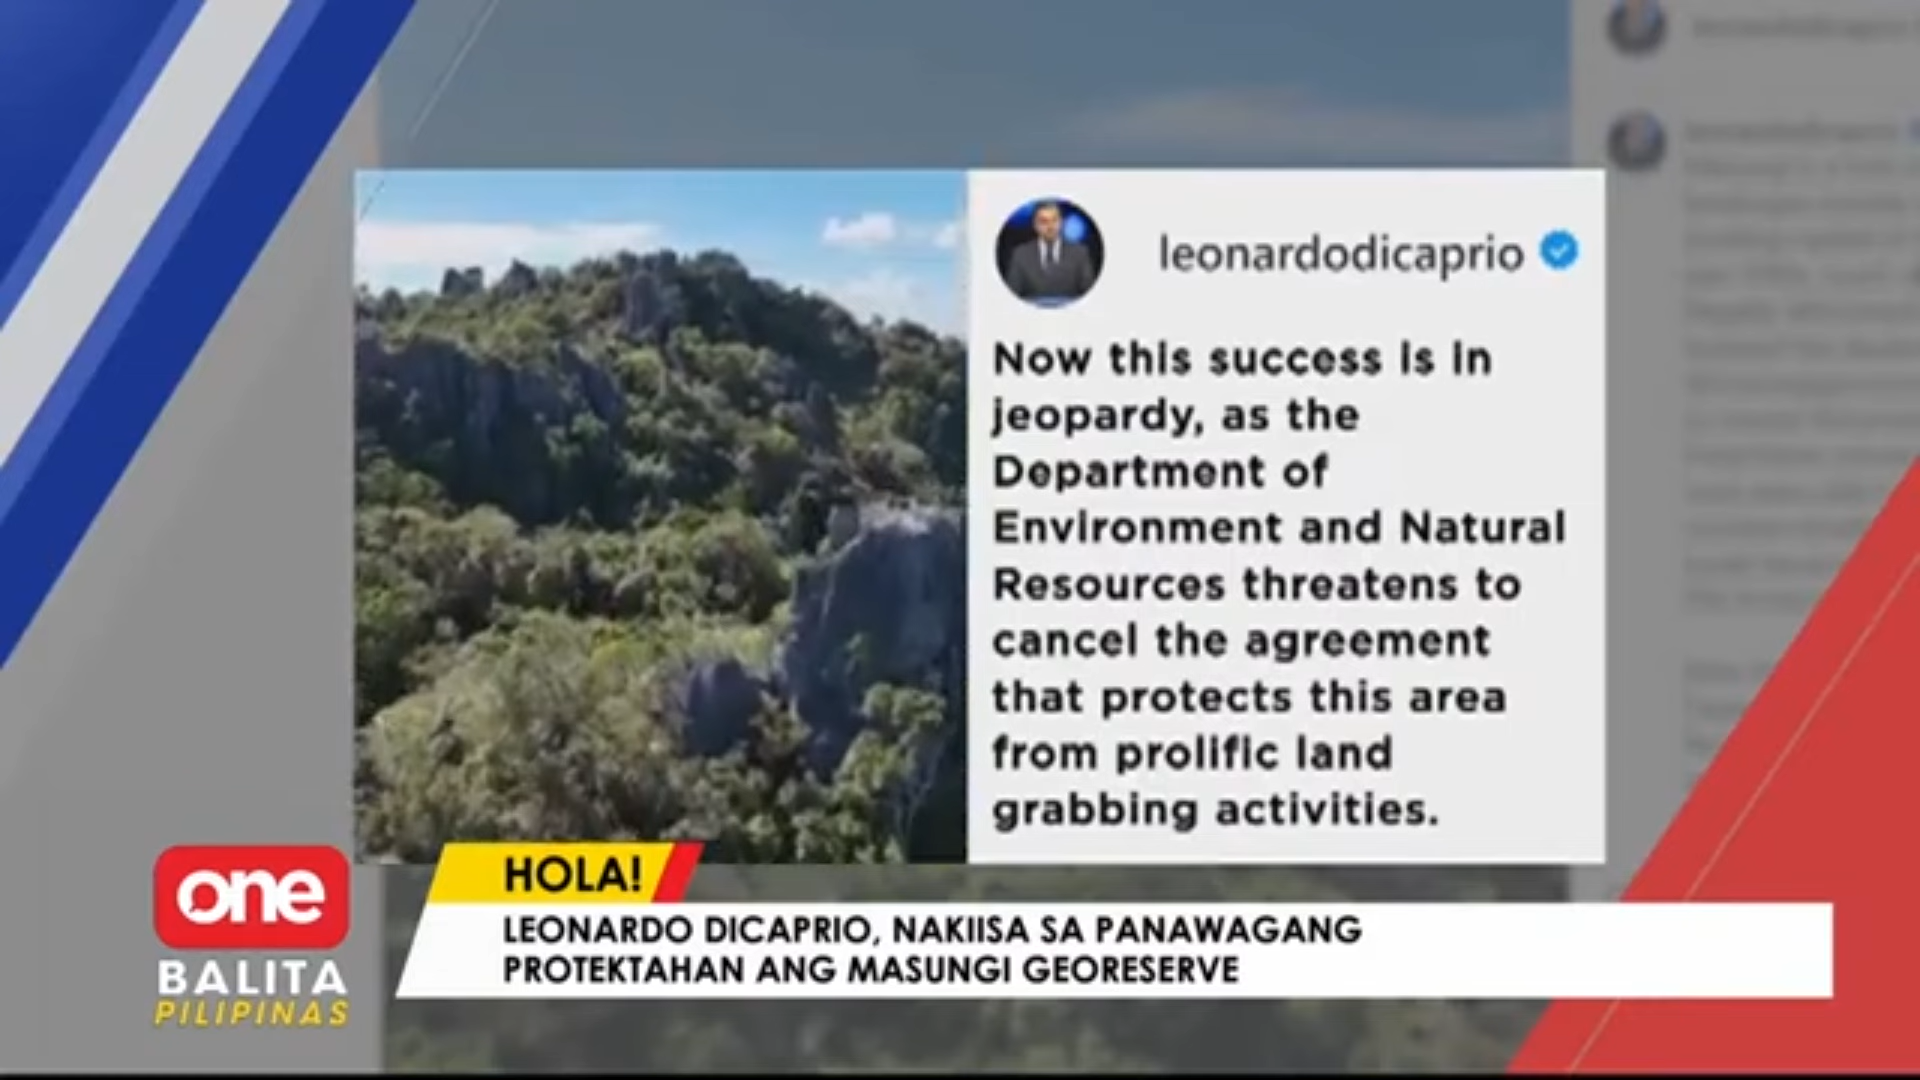 leonardodicaprio
Now this success is in
jeopardy, as the
Department of
Environment and Natural
Resources threatens to
cancel the agreement
that protects this area
from prolific land
grabbing activities.
HOLA!
LEONARDO DICAPRIO, NAKIISA SA PANAWAGANG
PROTEKTAHAN ANG MASUNGI GEORESERVE
one
BALITA
PILIPINAS